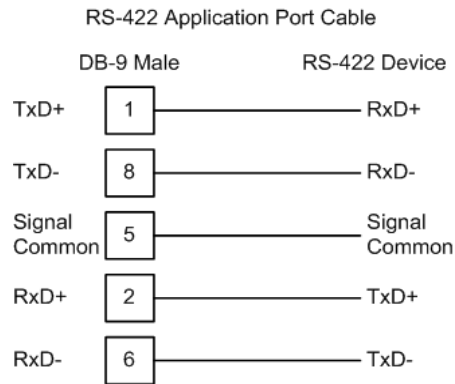 RS-422 Application Port Cable
DB-9 Male RS-422 Device
TxD+ 1 RxD+
TxD- 8 RxD-
Signal Common 5 Signal Common
RxD+ 2 TxD+
RxD- 6 TxD-